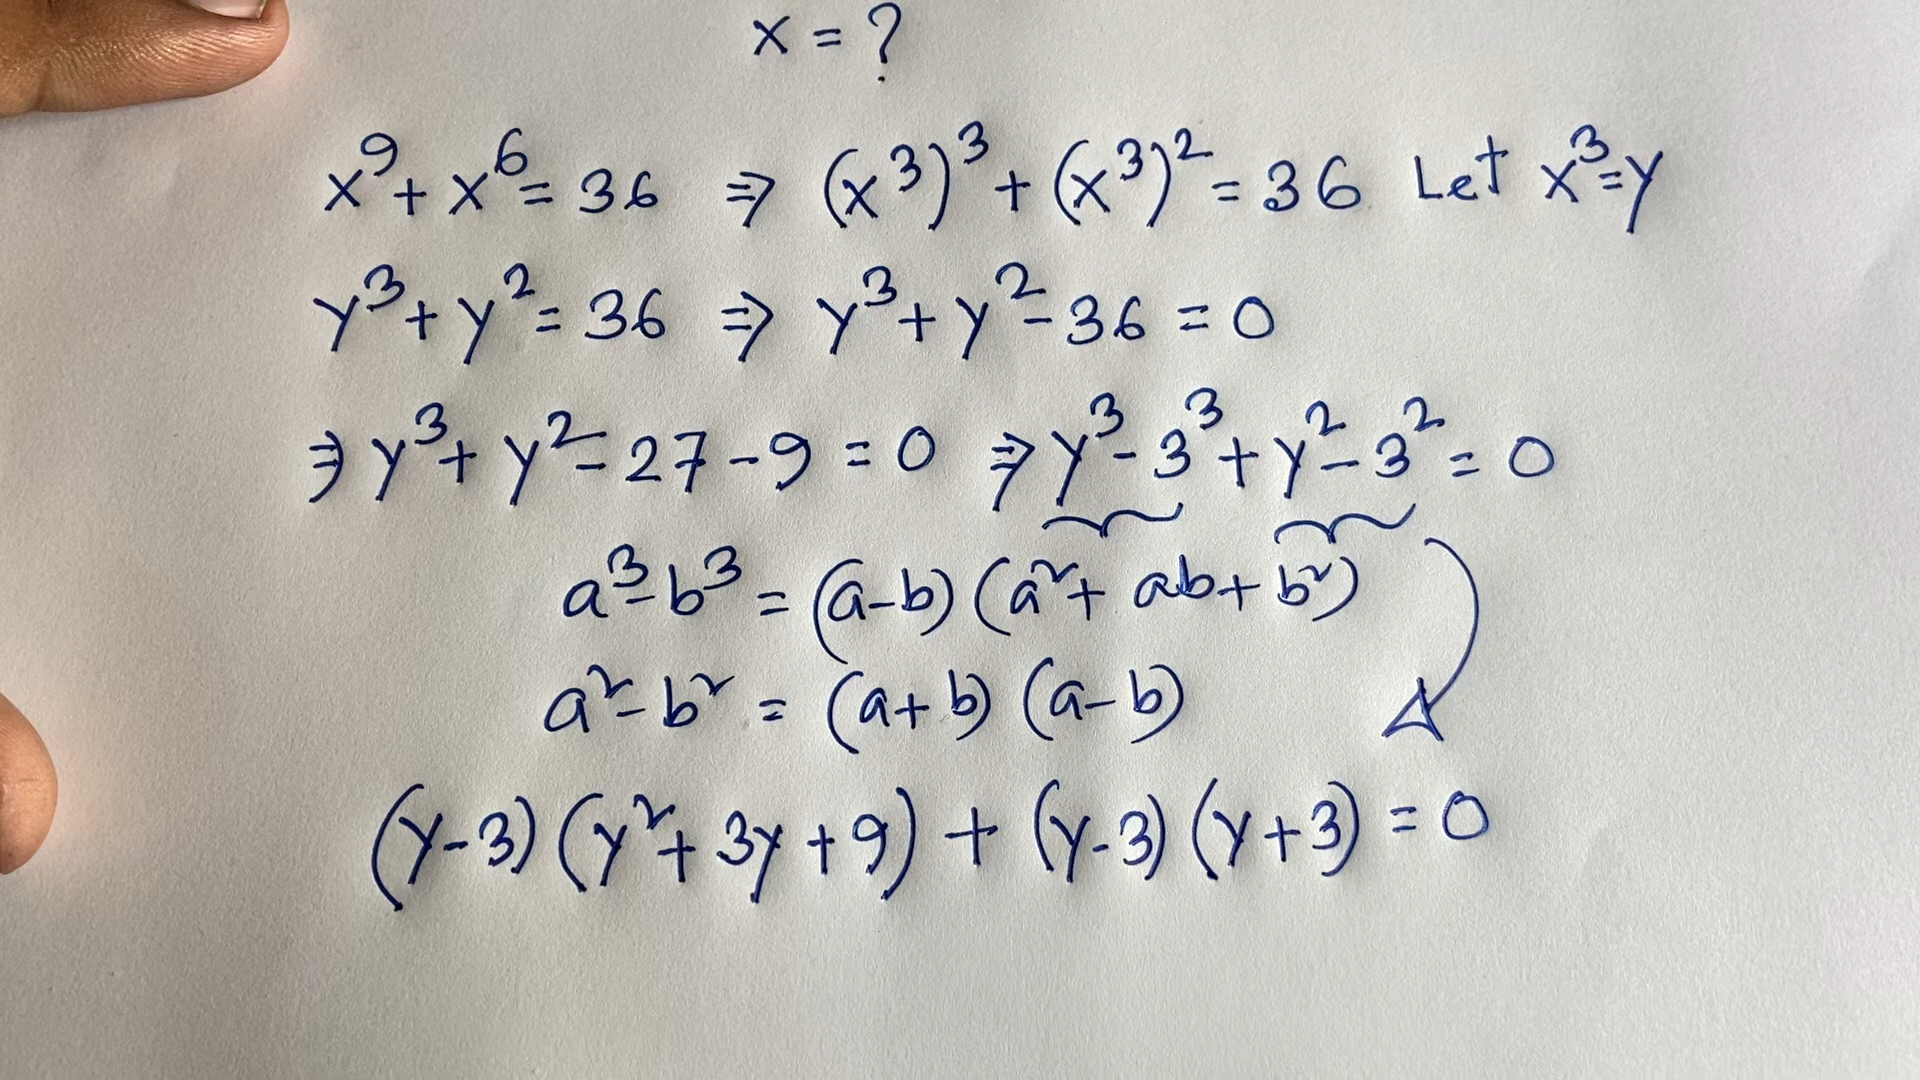 x = ?
x⁹ + x⁶ = 36 ⇒ (x³)³ + (x³)² = 36 Let x³ = y
y³ + y² = 36 ⇒ y³ + y² - 36 = 0
⇒ y³ + y² - 27 - 9 = 0 ⇒ y³ - 3³ + y² - 3² = 0
a³ - b³ = (a-b) (a² + ab + b²)
a² - b² = (a+b) (a-b)
(y-3) (y² + 3y + 9) + (y-3) (y+3) = 0